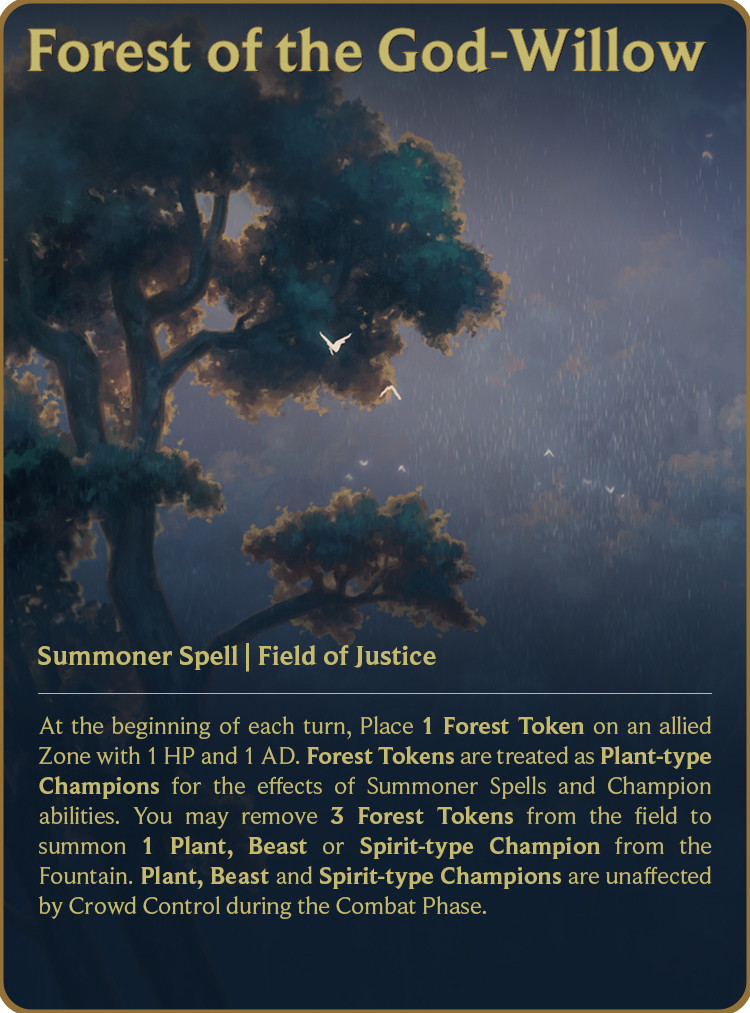 Forest of the God-Willow
Summoner Spell | Field of Justice
At the beginning of each turn, Place 1 Forest Token on an allied
Zone with 1 HP and 1 AD. Forest Tokens are treated as Plant-type
Champions for the effects of Summoner Spells and Champion
abilities. You may remove 3 Forest Tokens from the field to
summon 1 Plant, Beast or Spirit-type Champion from the
Fountain. Plant, Beast and Spirit-type Champions are unaffected
by Crowd Control during the Combat Phase.